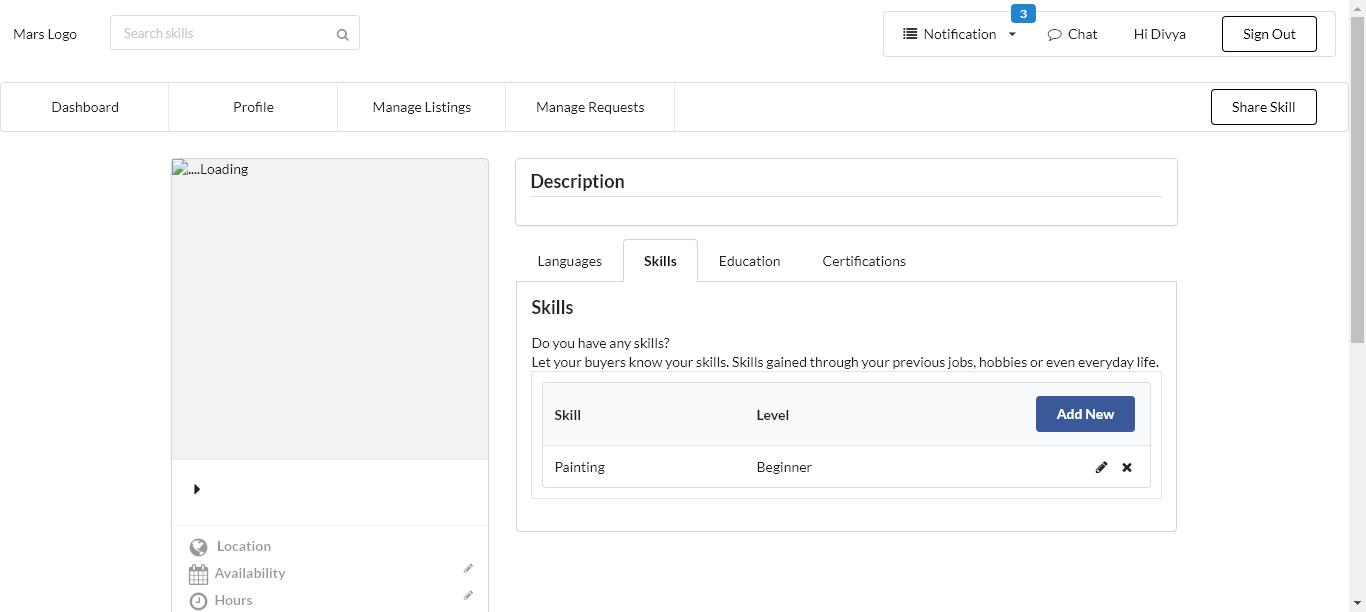 3
Mars Logo Search skills Notification Chat Hi Divya Sign Out
Dashboard Profile Manage Listings Manage Requests Share Skill
....Loading
Description
Languages Skills Education Certifications
Skills
Do you have any skills?
Let your buyers know your skills. Skills gained through your previous jobs, hobbies or even everyday life.
Skill Level Add New
Painting Beginner
Location
Availability
Hours